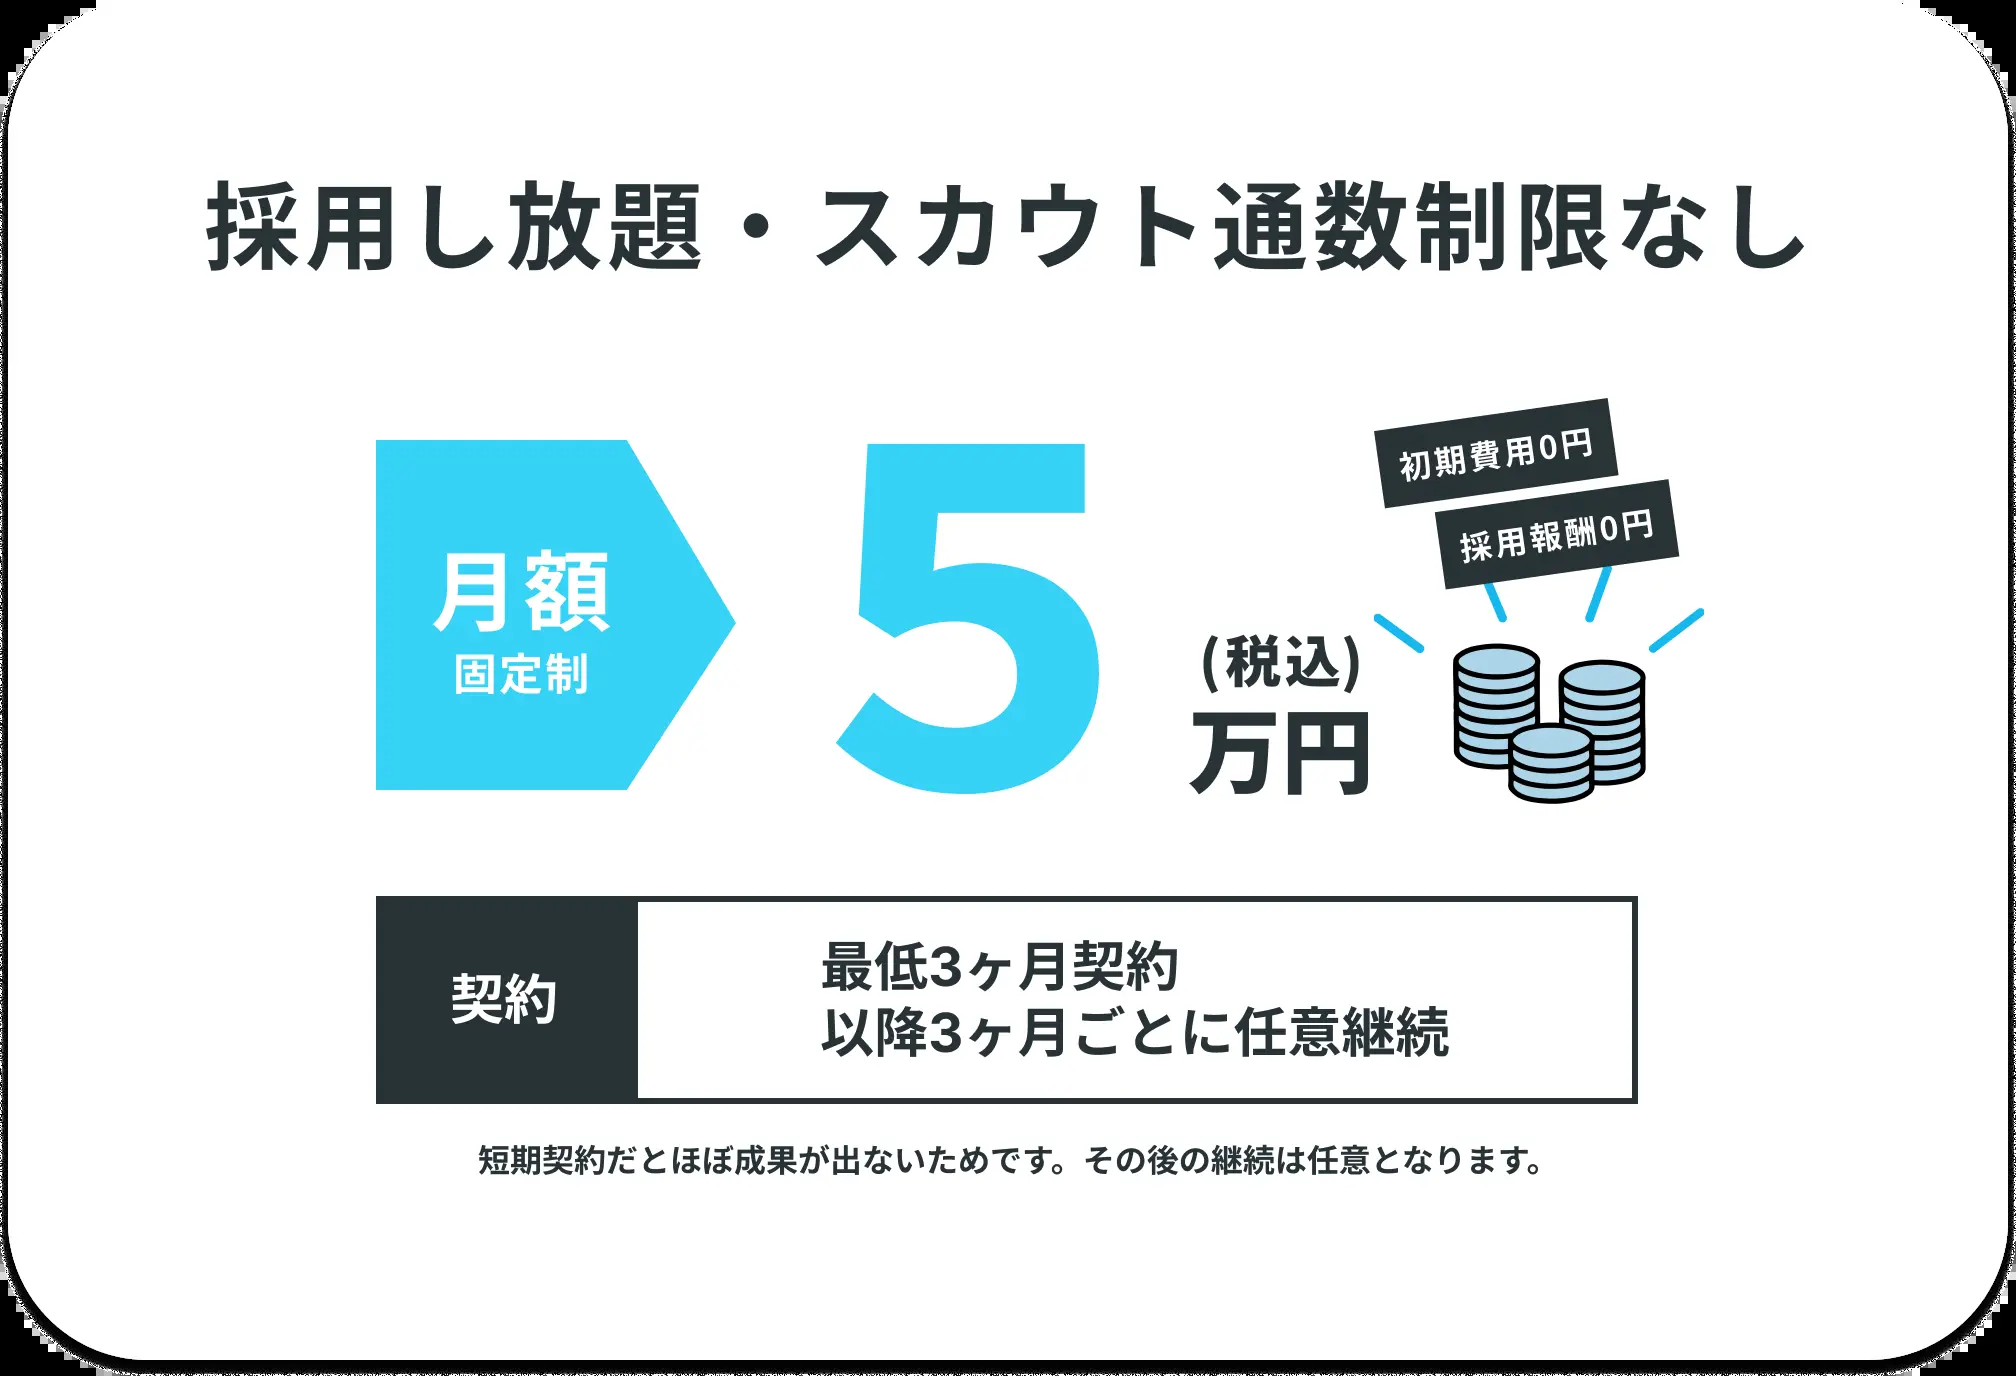 採用し放題・スカウト通数制限なし
初期費用0円
採用報酬0円
月額
固定制
5
(税込)
万円
契約
最低3ヶ月契約
以降3ヶ月ごとに任意継続
短期契約だとほぼ成果が出ないためです。その後の継続は任意となります。